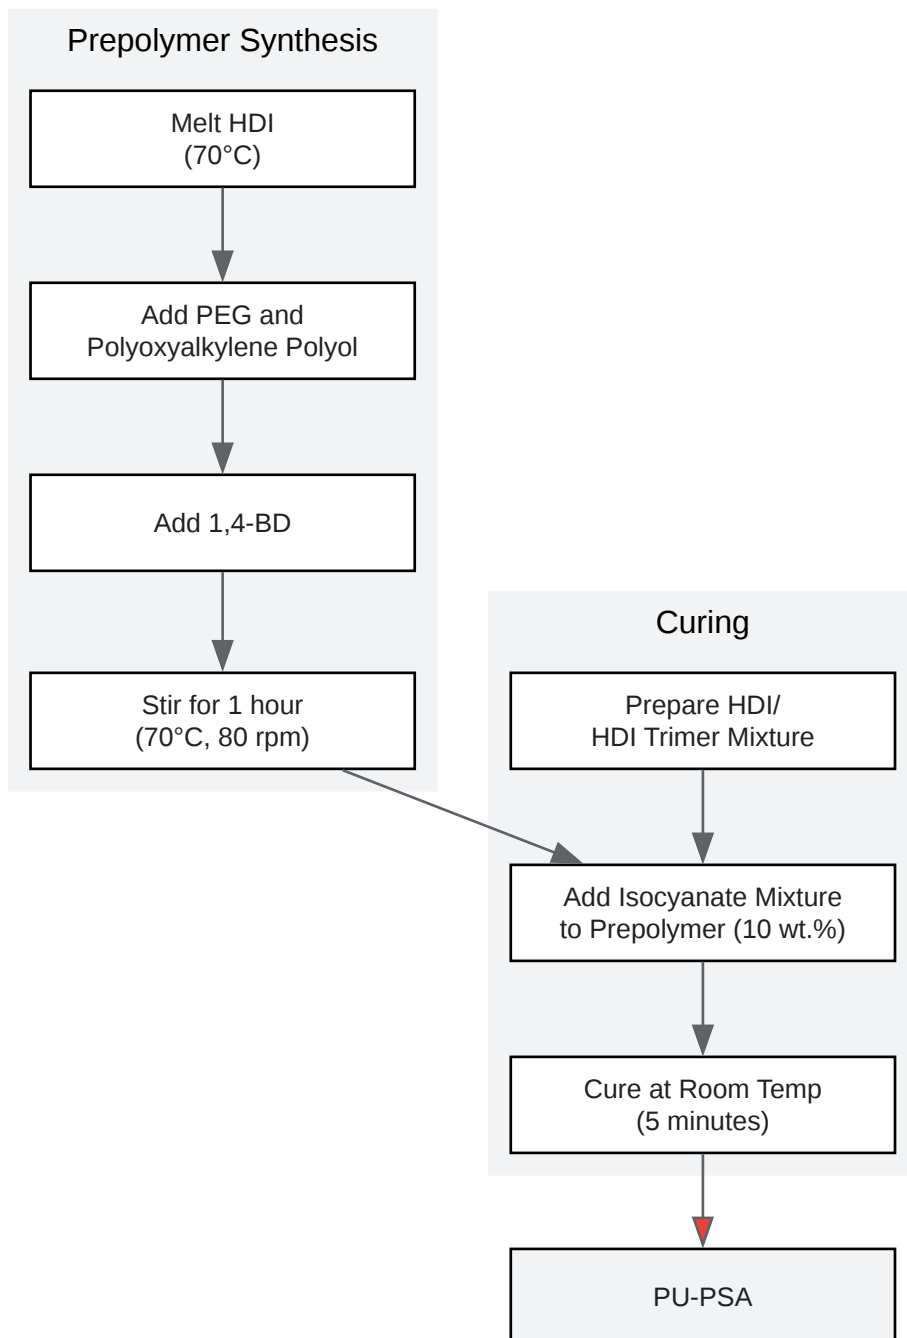 Prepolymer Synthesis
Melt HDI
(70°C)
Add PEG and
Polyoxyalkylene Polyol
Add 1,4-BD
Stir for 1 hour
(70°C, 80 rpm)
Curing
Prepare HDI/
HDI Trimer Mixture
Add Isocyanate Mixture
to Prepolymer (10 wt.%)
Cure at Room Temp
(5 minutes)
PU-PSA